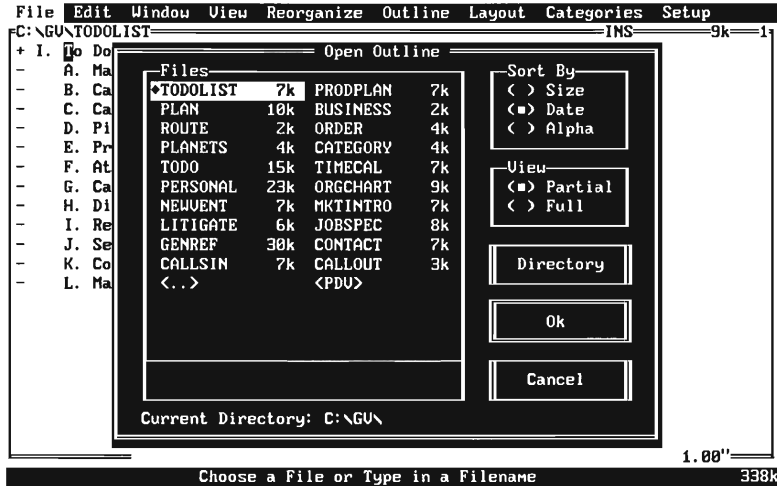 File Edit Window View Reorganize Outline Layout Categories Setup
C:\GV\TODOLIST INS 9k 1
+ I. To Do
Open Outline
- A. Ma
Files
Sort By
- B. Ca
◆TODOLIST 7k PRODPLAN 7k
( ) Size
- C. Ca
PLAN 10k BUSINESS 2k
(■) Date
- D. Pi
ROUTE 2k ORDER 4k
( ) Alpha
- E. Pr
PLANETS 4k CATEGORY 4k
- F. At
TODO 15k TIMECAL 7k
View
- G. Ca
PERSONAL 23k ORGCHART 9k
(■) Partial
- H. Di
NEWVENT 7k MKTINTRO 7k
( ) Full
- I. Re
LITIGATE 6k JOBSPEC 8k
- J. Se
GENREF 30k CONTACT 7k
- K. Co
CALLSIN 7k CALLOUT 3k
Directory
- L. Ma
<..> <PDV>
Ok
Cancel
Current Directory: C:\GV\
1.00"
Choose a File or Type in a Filename 338k